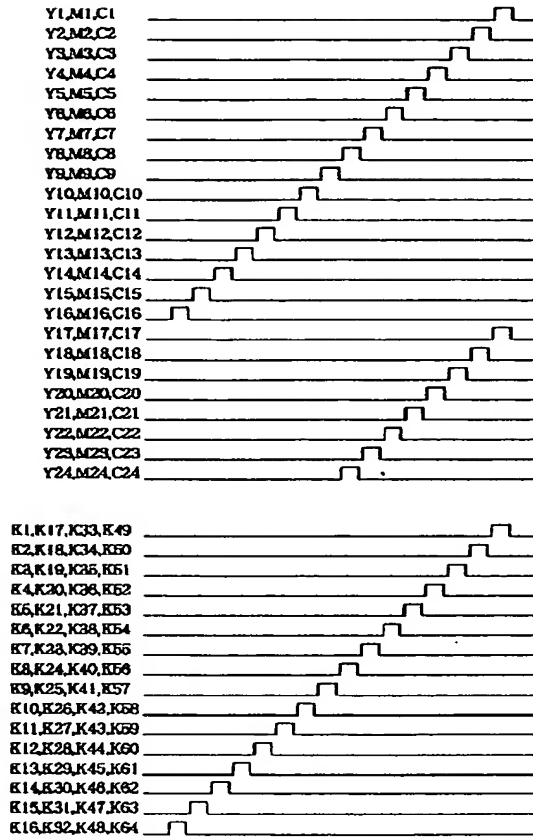 Y1,M1,C1
Y2,M2,C2
Y3,M3,C3
Y4,M4,C4
Y5,M5,C5
Y6,M6,C6
Y7,M7,C7
Y8,M8,C8
Y9,M9,C9
Y10,M10,C10
Y11,M11,C11
Y12,M12,C12
Y13,M13,C13
Y14,M14,C14
Y15,M15,C15
Y16,M16,C16
Y17,M17,C17
Y18,M18,C18
Y19,M19,C19
Y20,M20,C20
Y21,M21,C21
Y22,M22,C22
Y23,M23,C23
Y24,M24,C24
K1,K17,K33,K49
K2,K18,K34,K50
K3,K19,K35,K51
K4,K20,K36,K52
K5,K21,K37,K53
K6,K22,K38,K54
K7,K23,K39,K55
K8,K24,K40,K56
K9,K25,K41,K57
K10,K26,K42,K58
K11,K27,K43,K59
K12,K28,K44,K60
K13,K29,K45,K61
K14,K30,K46,K62
K15,K31,K47,K63
K16,K32,K48,K64